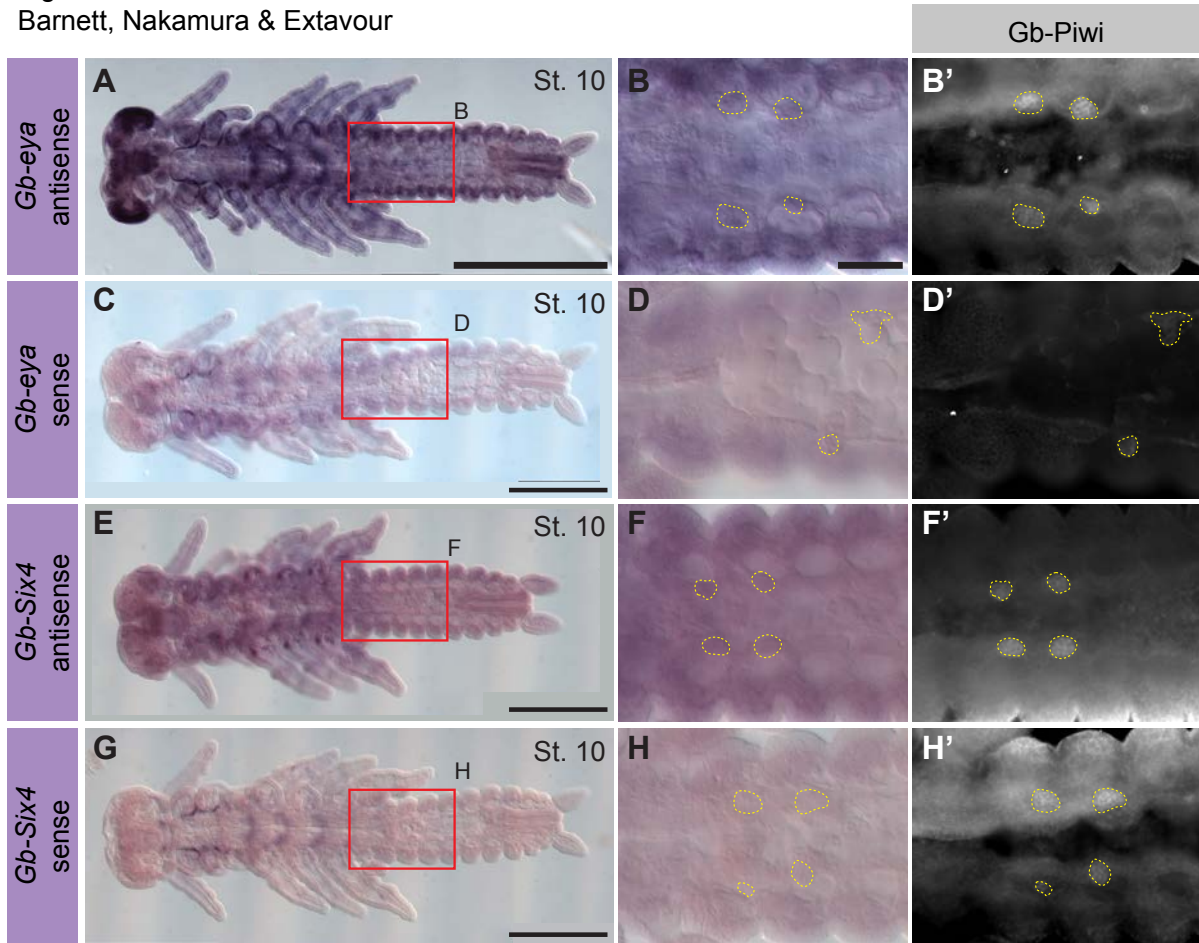 Barnett, Nakamura & Extavour
Gb-Piwi
Gb-eya
antisense
A
St. 10
B
B
B’
Gb-eya
sense
C
St. 10
D
D
D’
Gb-Six4
antisense
E
St. 10
F
F
F’
Gb-Six4
sense
G
St. 10
H
H
H’